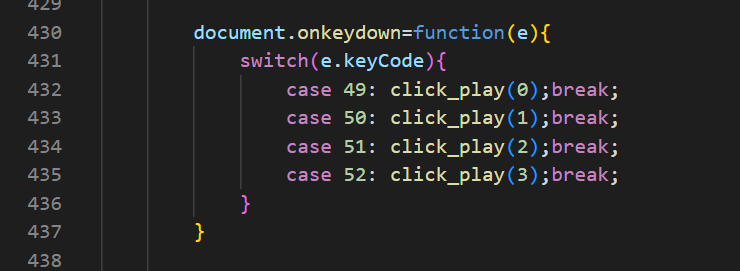 429
430 document.onkeydown=function(e){
431 switch(e.keyCode){
432 case 49: click_play(0);break;
433 case 50: click_play(1);break;
434 case 51: click_play(2);break;
435 case 52: click_play(3);break;
436 }
437 }
438